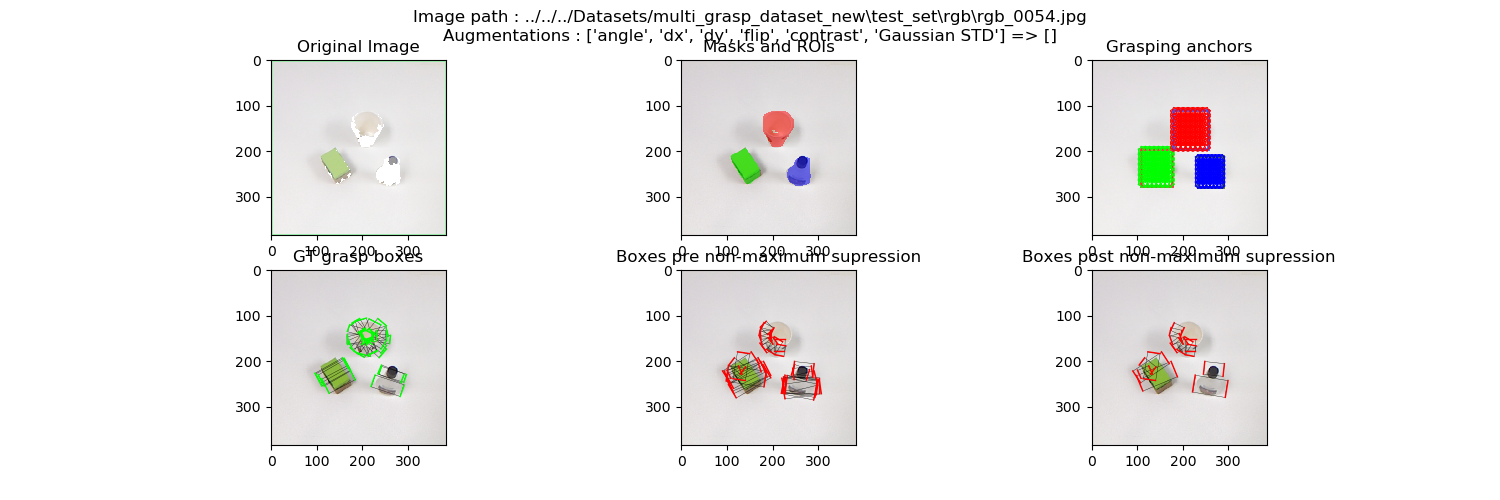 Image path : ../../../Datasets/multi_grasp_dataset_new\test_set\rgb\rgb_0054.jpg
Augmentations : ['angle', 'dx', 'dy', 'flip', 'contrast', 'Gaussian STD'] => []
Original Image
Masks and ROIs
Grasping anchors
0
100
200
300
0 100 200 300
0
100
200
300
0 100 200 300
0
100
200
300
0 100 200 300
GT grasp boxes
Boxes pre non-maximum supression
Boxes post non-maximum supression
0
100
200
300
0 100 200 300
0
100
200
300
0 100 200 300
0
100
200
300
0 100 200 300